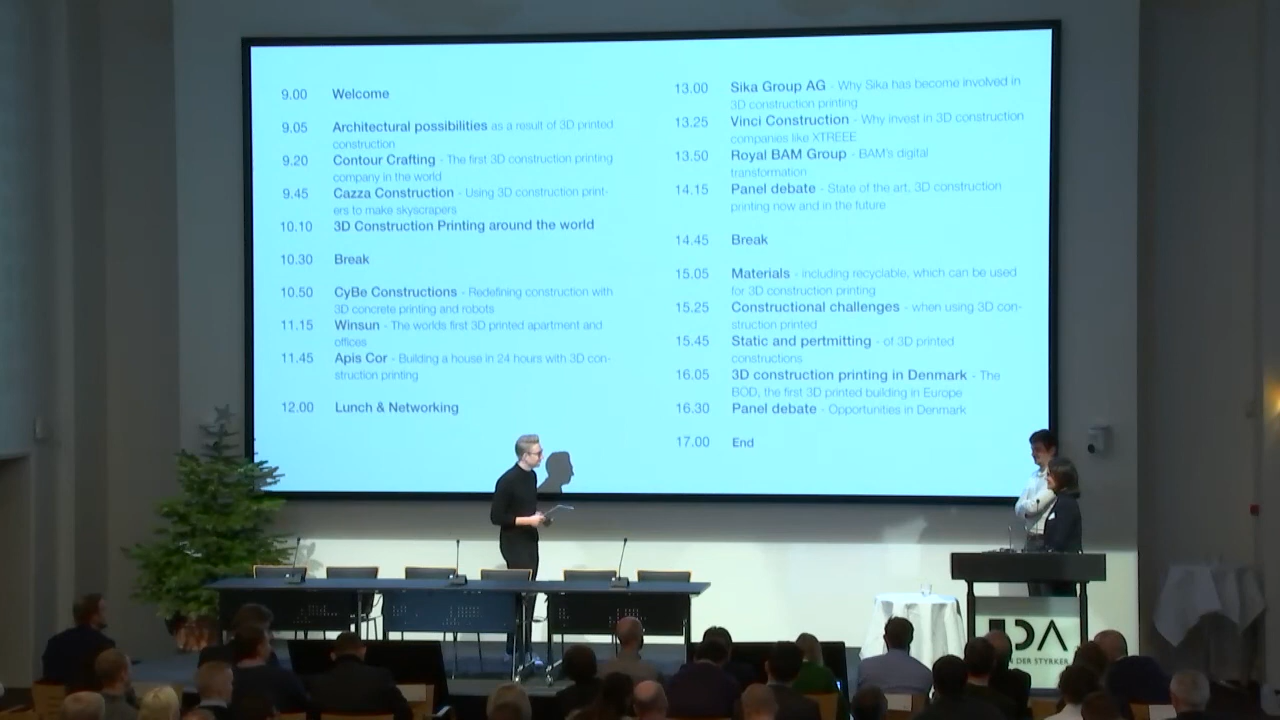 9.00 Welcome
9.05 Architectural possibilities as a result of 3D printed
construction
9.20 Contour Crafting - The first 3D construction printing
company in the world
9.45 Cazza Construction - Using 3D construction print-
ers to make skyscrapers
10.10 3D Construction Printing around the world
10.30 Break
10.50 CyBe Constructions - Redefining construction with
3D concrete printing and robots
11.15 Winsun - The worlds first 3D printed apartment and
offices
11.45 Apis Cor - Building a house in 24 hours with 3D con-
struction printing
12.00 Lunch & Networking
13.00 Sika Group AG - Why Sika has become involved in
3D construction printing
13.25 Vinci Construction - Why invest in 3D construction
companies like XTREEE
13.50 Royal BAM Group - BAM's digital
transformation
14.15 Panel debate - State of the art, 3D construction
printing now and in the future
14.45 Break
15.05 Materials - including recyclable, which can be used
for 3D construction printing
15.25 Constructional challenges - when using 3D con-
struction printed
15.45 Static and pertmitting - of 3D printed
constructions
16.05 3D construction printing in Denmark - The
BOD, the first 3D printed building in Europe
16.30 Panel debate - Opportunities in Denmark
17.00 End
IDA
DER STYRKER